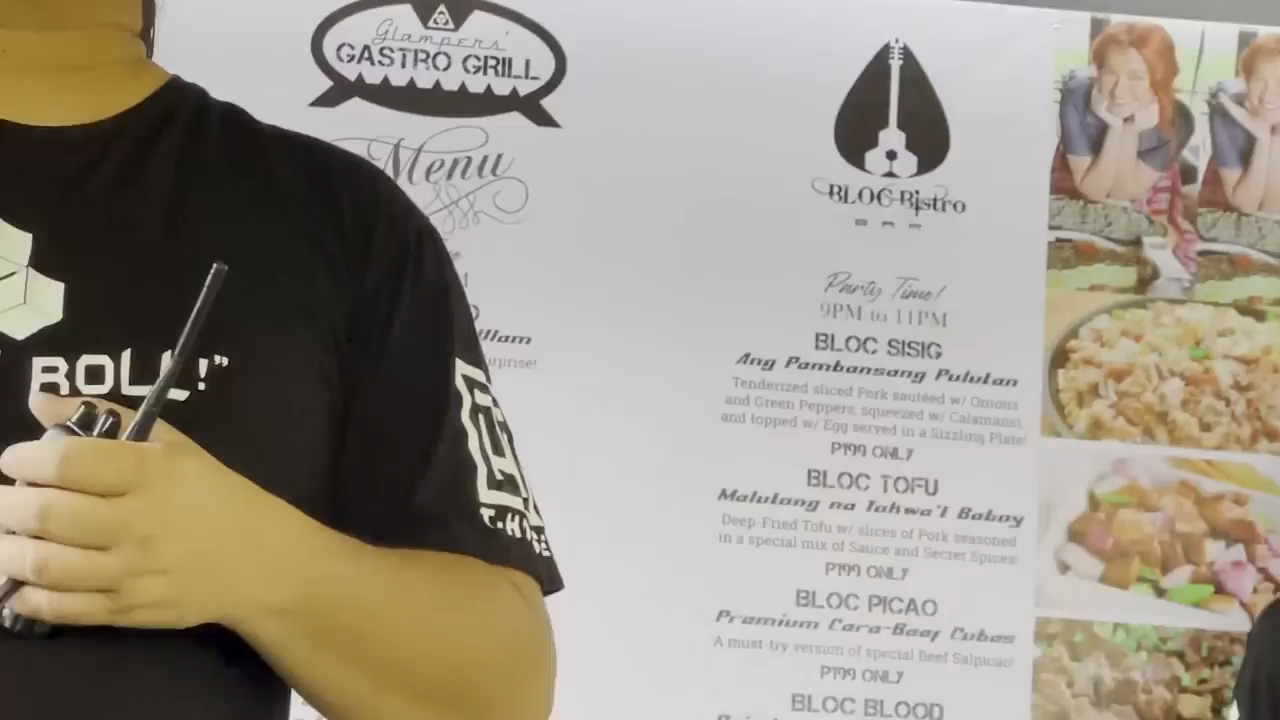 Glampers'
GASTRO GRILL
Menu
Ulam
urprise!
ROLL!"
BLOC Bistro
BAR
Party Time!
9PM to 11PM
BLOC SISIG
Ang Pambansang Pulutan
Tenderized sliced Pork sautéed w/ Onions
and Green Peppers, squeezed w/ Calamansi,
and topped w/ Egg served in a Sizzling Plate!
P199 ONLY
BLOC TOFU
Malutang na Tokwa't Baboy
Deep-Fried Tofu w/ slices of Pork seasoned
in a special mix of Sauce and Secret Spices!
P199 ONLY
BLOC PICAO
Premium Cara-Beef Cubes
A must-try version of special Beef Salpicao!
P199 ONLY
BLOC BLOOD